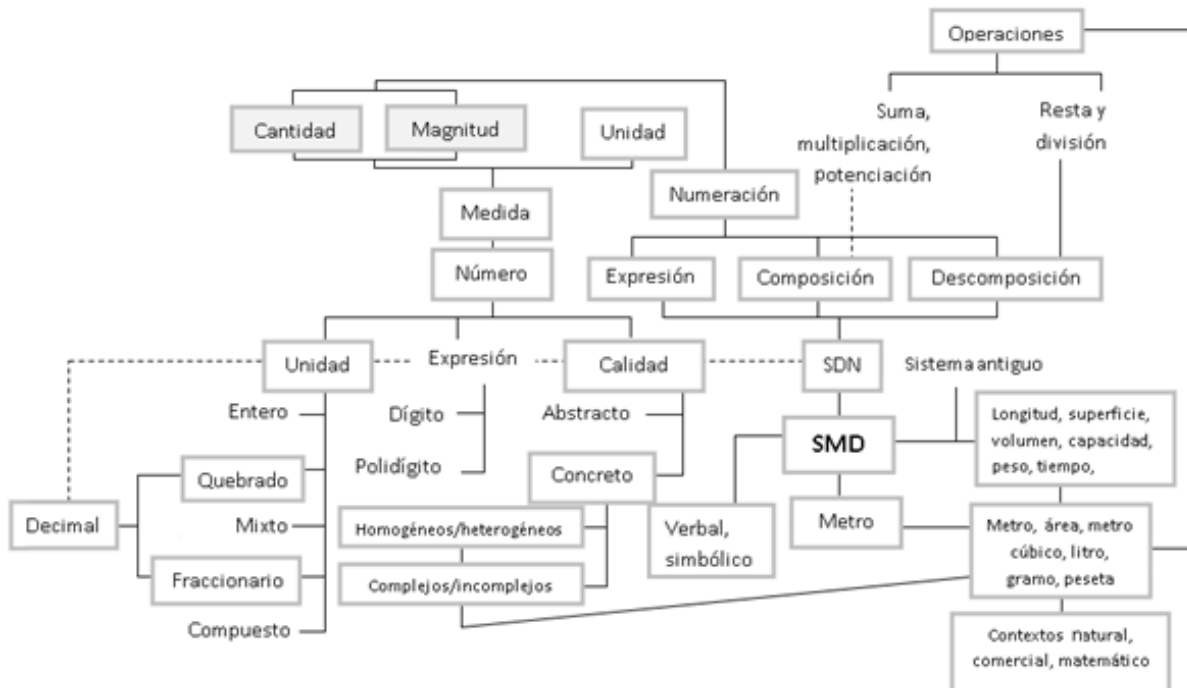 Operaciones
Suma,
multiplicación,
potenciación
Resta y
división
Cantidad
Magnitud
Unidad
Numeración
Medida
Número
Expresión
Composición
Descomposición
Unidad
Expresión
Calidad
SDN
Sistema antiguo
Entero
Dígito
Abstracto
SMD
Longitud, superficie,
volumen, capacidad,
peso, tiempo,
Quebrado
Polidígito
Concreto
Decimal
Mixto
Homogéneos/heterogéneos
Verbal,
simbólico
Metro
Metro, área, metro
cúbico, litro,
gramo, peseta
Fraccionario
Complejos/incomplejos
Compuesto
Contextos natural,
comercial, matemático